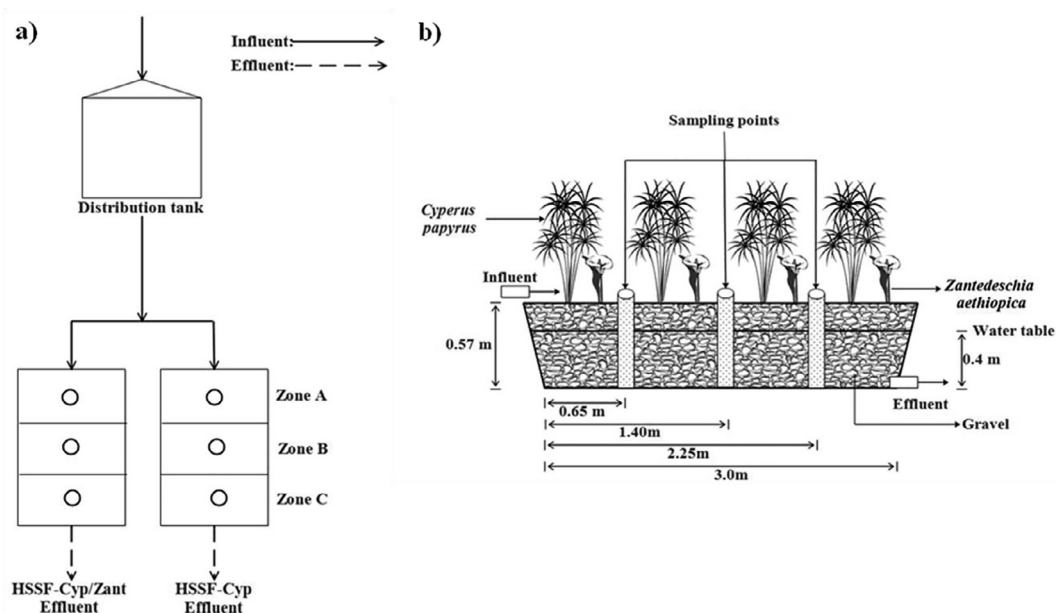 a)
Influent:
Effluent:
Distribution tank
Zone A
Zone B
Zone C
HSSF-Cyp/Zant
Effluent
HSSF-Cyp
Effluent
b)
Sampling points
Cyperus
papyrus
Influent
Zantedeschia
aethiopica
Water table
0.57 m
0.4 m
Effluent
0.65 m
Gravel
1.40m
2.25m
3.0m